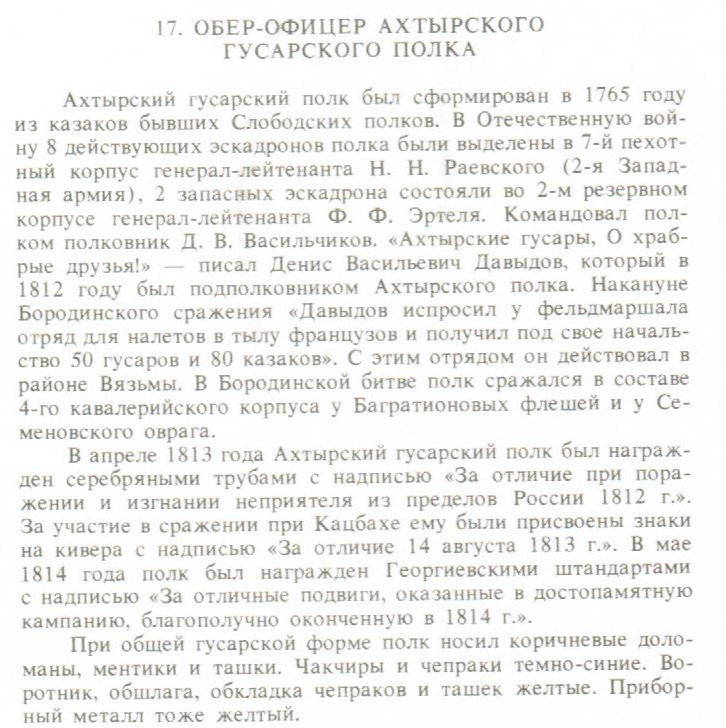 17. ОБЕР-ОФИЦЕР АХТЫРСКОГО
ГУСАРСКОГО ПОЛКА
Ахтырский гусарский полк был сформирован в 1765 году
из казаков бывших Слободских полков. В Отечественную вой-
ну 8 действующих эскадронов полка были выделены в 7-й пехот-
ный корпус генерал-лейтенанта Н. Н. Раевского (2-я Запад-
ная армия), 2 запасных эскадрона состояли во 2-м резервном
корпусе генерал-лейтенанта Ф. Ф. Эртеля. Командовал пол-
ком полковник Д. В. Васильчиков. «Ахтырские гусары, О храб-
рые друзья!» — писал Денис Васильевич Давыдов, который в
1812 году был подполковником Ахтырского полка. Накануне
Бородинского сражения «Давыдов испросил у фельдмаршала
отряд для налетов в тылу французов и получил под свое началь-
ство 50 гусаров и 80 казаков». С этим отрядом он действовал в
районе Вязьмы. В Бородинской битве полк сражался в составе
4-го кавалерийского корпуса у Багратионовых флешей и у Се-
меновского оврага.
В апреле 1813 года Ахтырский гусарский полк был награж-
ден серебряными трубами с надписью «За отличие при пора-
жении и изгнании неприятеля из пределов России 1812 г.».
За участие в сражении при Кацбахе ему были присвоены знаки
на кивера с надписью «За отличие 14 августа 1813 г.». В мае
1814 года полк был награжден Георгиевскими штандартами
с надписью «За отличные подвиги, оказанные в достопамятную
кампанию, благополучно оконченную в 1814 г.».
При общей гусарской форме полк носил коричневые доло-
маны, ментики и ташки. Чакчиры и чепраки темно-синие. Во-
ротник, обшлага, обкладка чепраков и ташек желтые. Прибор-
ный металл тоже желтый.